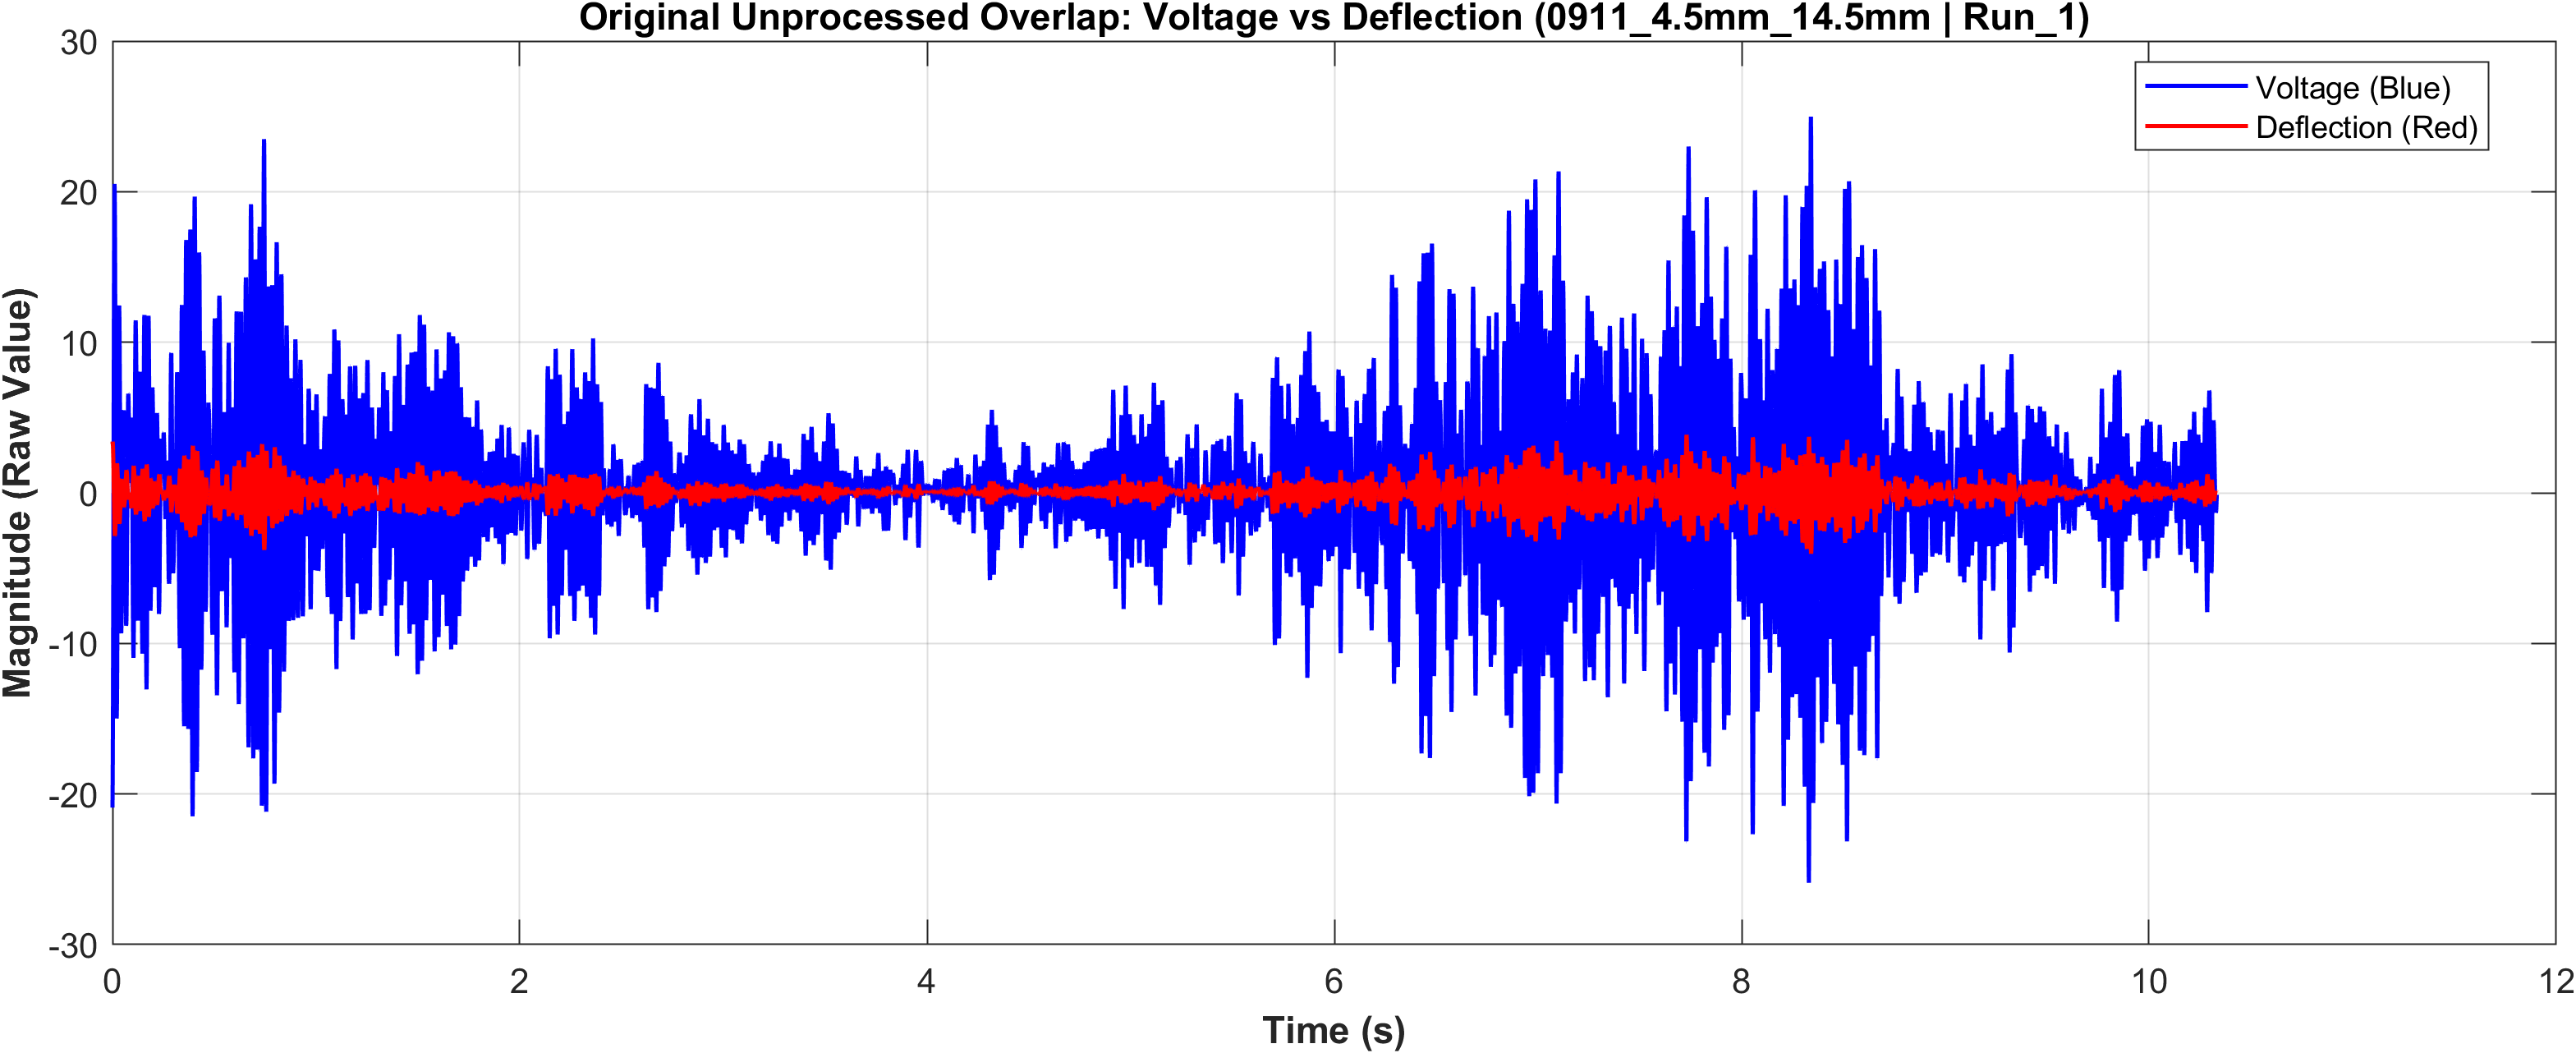 Original Unprocessed Overlap: Voltage vs Deflection (0911_4.5mm_14.5mm | Run_1)
Voltage (Blue)
Deflection (Red)
Magnitude (Raw Value)
30
20
10
0
-10
-20
-30
0 2 4 6 8 10 12
Time (s)